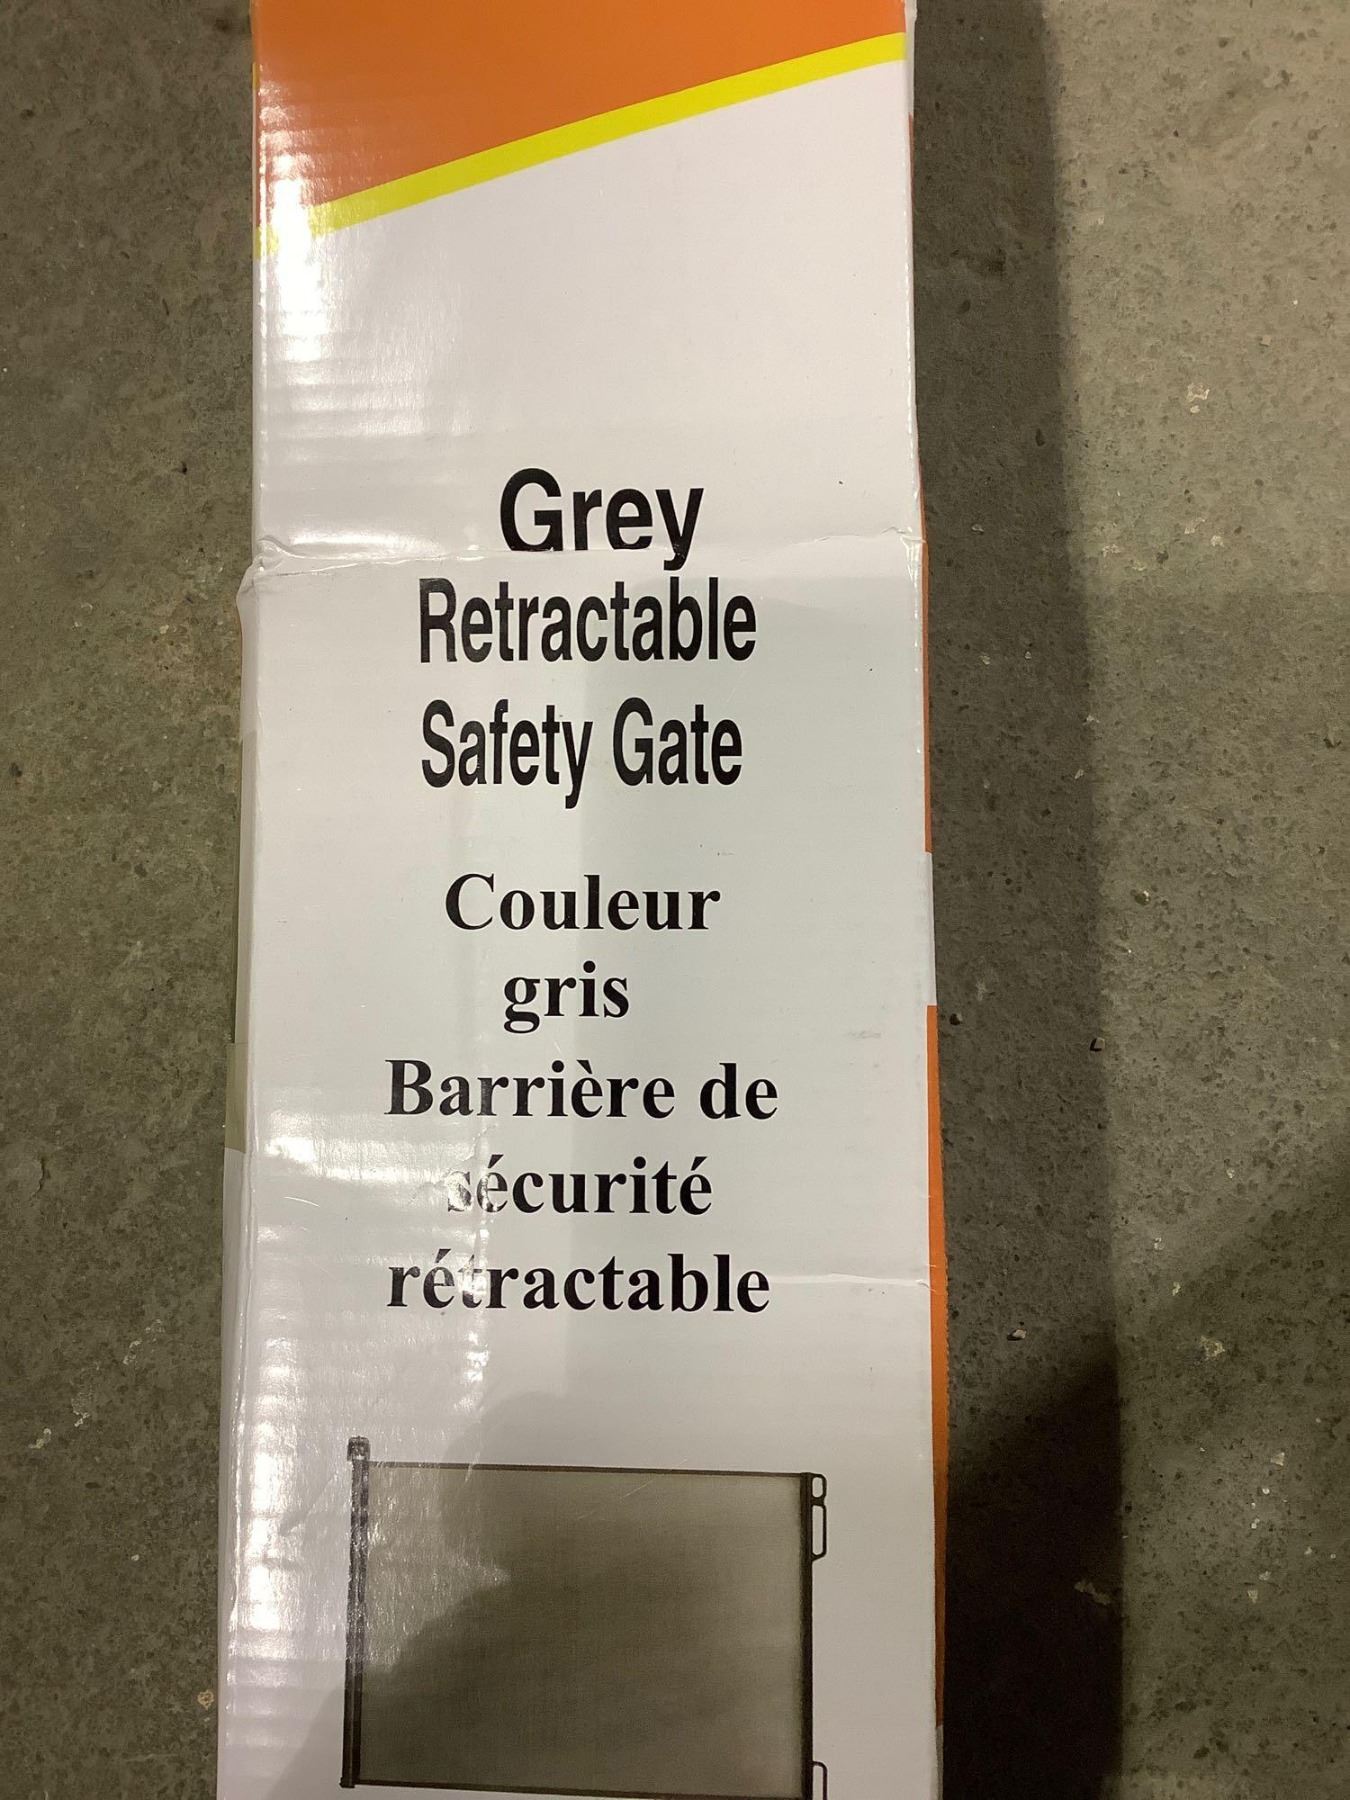 Grey
Retractable
Safety Gate
Couleur
gris
Barrière de
sécurité
rétractable